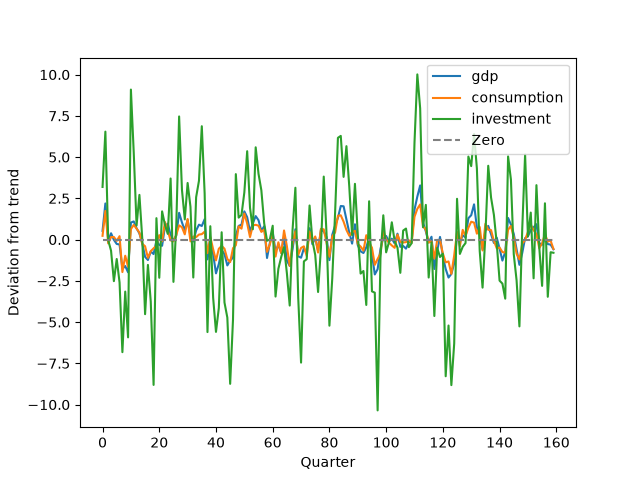 gdp
consumption
investment
Zero
Deviation from trend
10.0
7.5
5.0
2.5
0.0
−2.5
−5.0
−7.5
−10.0
0 20 40 60 80 100 120 140 160
Quarter